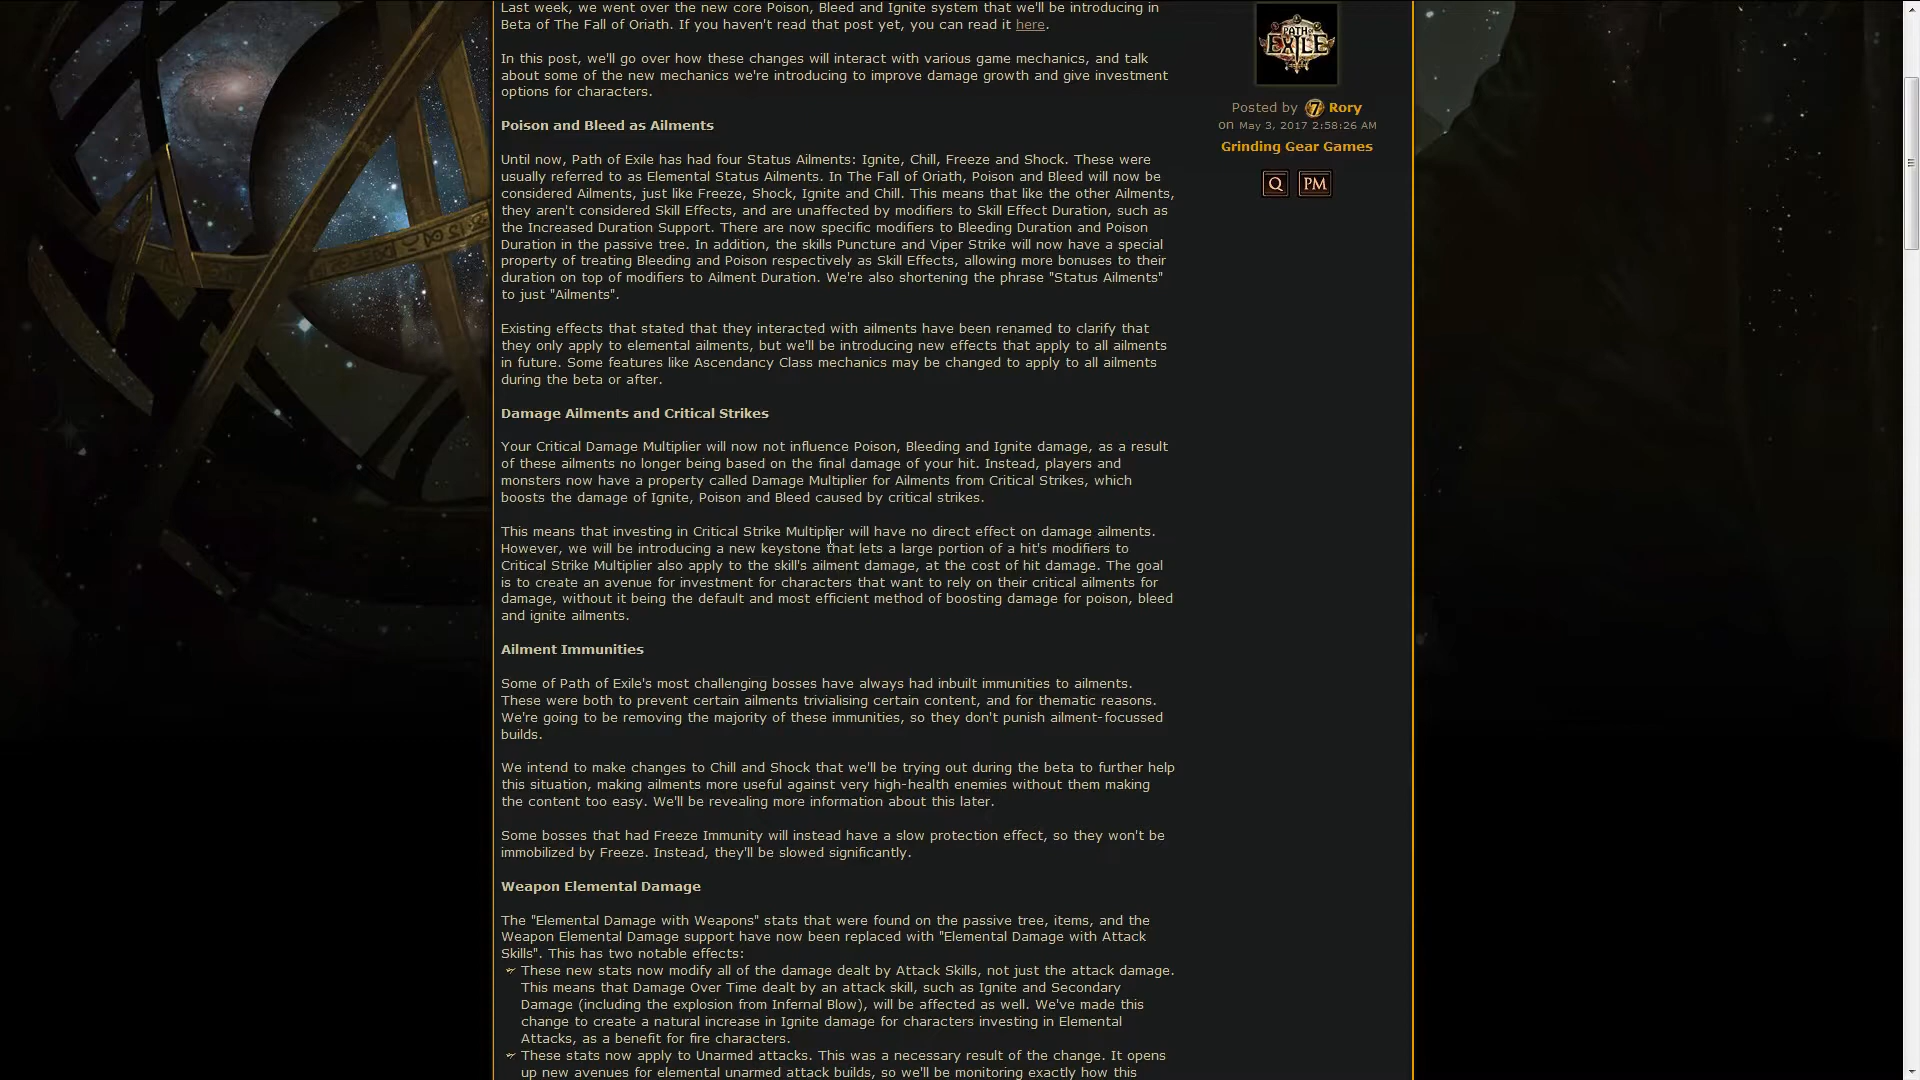 Last week, we went over the new core Poison, Bleed and Ignite system that we'll be introducing in
Beta of The Fall of Oriath. If you haven't read that post yet, you can read it here.
In this post, we'll go over how these changes will interact with various game mechanics, and talk
about some of the new mechanics we're introducing to improve damage growth and give investment
options for characters.
Poison and Bleed as Ailments
Until now, Path of Exile has had four Status Ailments: Ignite, Chill, Freeze and Shock. These were
usually referred to as Elemental Status Ailments. In The Fall of Oriath, Poison and Bleed will now be
considered Ailments, just like Freeze, Shock, Ignite and Chill. This means that like the other Ailments,
they aren't considered Skill Effects, and are unaffected by modifiers to Skill Effect Duration, such as
the Increased Duration Support. There are now specific modifiers to Bleeding Duration and Poison
Duration in the passive tree. In addition, the skills Puncture and Viper Strike will now have a special
property of treating Bleeding and Poison respectively as Skill Effects, allowing more bonuses to their
duration on top of modifiers to Ailment Duration. We're also shortening the phrase "Status Ailments"
to just "Ailments".
Existing effects that stated that they interacted with ailments have been renamed to clarify that
they only apply to elemental ailments, but we'll be introducing new effects that apply to all ailments
in future. Some features like Ascendancy Class mechanics may be changed to apply to all ailments
during the beta or after.
Damage Ailments and Critical Strikes
Your Critical Damage Multiplier will now not influence Poison, Bleeding and Ignite damage, as a result
of these ailments no longer being based on the final damage of your hit. Instead, players and
monsters now have a property called Damage Multiplier for Ailments from Critical Strikes, which
boosts the damage of Ignite, Poison and Bleed caused by critical strikes.
This means that investing in Critical Strike Multiplier will have no direct effect on damage ailments.
However, we will be introducing a new keystone that lets a large portion of a hit's modifiers to
Critical Strike Multiplier also apply to the skill's ailment damage, at the cost of hit damage. The goal
is to create an avenue for investment for characters that want to rely on their critical ailments for
damage, without it being the default and most efficient method of boosting damage for poison, bleed
and ignite ailments.
Ailment Immunities
Some of Path of Exile's most challenging bosses have always had inbuilt immunities to ailments.
These were both to prevent certain ailments trivialising certain content, and for thematic reasons.
We're going to be removing the majority of these immunities, so they don't punish ailment-focussed
builds.
We intend to make changes to Chill and Shock that we'll be trying out during the beta to further help
this situation, making ailments more useful against very high-health enemies without them making
the content too easy. We'll be revealing more information about this later.
Some bosses that had Freeze Immunity will instead have a slow protection effect, so they won't be
immobilized by Freeze. Instead, they'll be slowed significantly.
Weapon Elemental Damage
The "Elemental Damage with Weapons" stats that were found on the passive tree, items, and the
Weapon Elemental Damage support have now been replaced with "Elemental Damage with Attack
Skills". This has two notable effects:
These new stats now modify all of the damage dealt by Attack Skills, not just the attack damage.
This means that Damage Over Time dealt by an attack skill, such as Ignite and Secondary
Damage (including the explosion from Infernal Blow), will be affected as well. We've made this
change to create a natural increase in Ignite damage for characters investing in Elemental
Attacks, as a benefit for fire characters.
These stats now apply to Unarmed attacks. This was a necessary result of the change. It opens
up new avenues for elemental unarmed attack builds, so we'll be monitoring exactly how this
PATH OF
EXILE
Posted by 7 Rory
on May 3, 2017 2:58:26 AM
Grinding Gear Games
Q PM